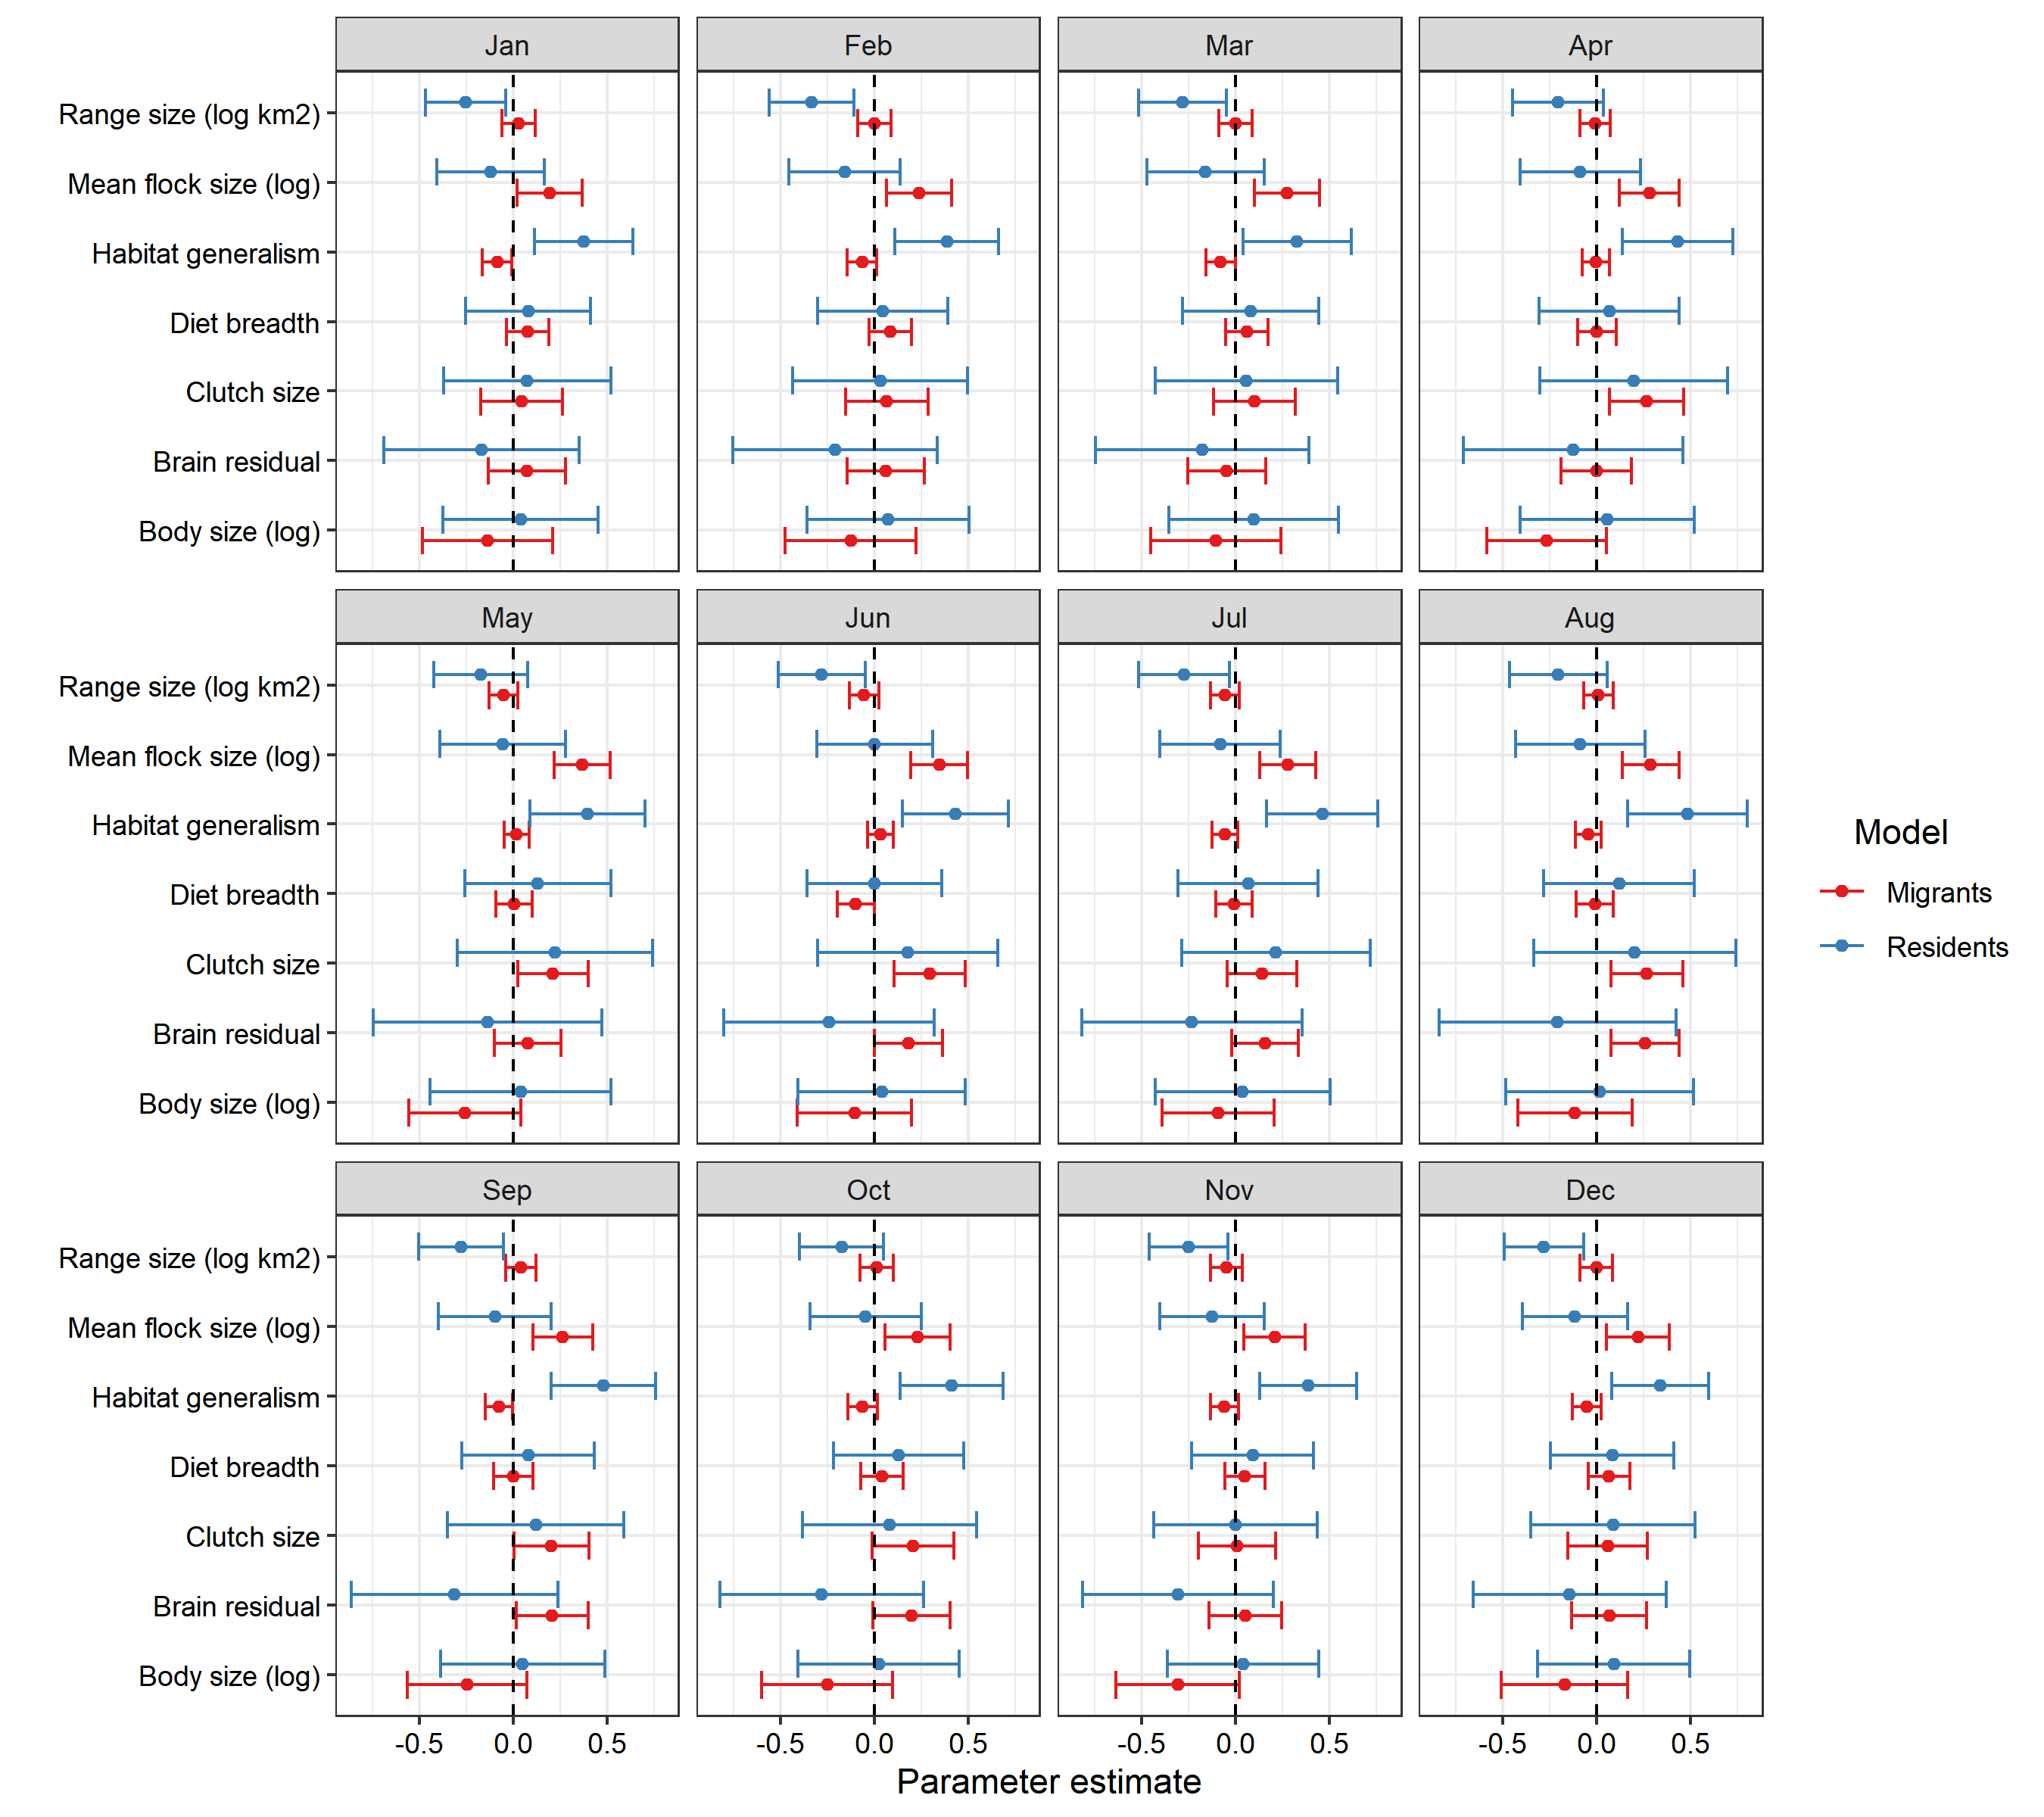 Jan Feb Mar Apr
Range size (log km2)
Mean flock size (log)
Habitat generalism
Diet breadth
Clutch size
Brain residual
Body size (log)
May Jun Jul Aug
Range size (log km2)
Mean flock size (log)
Habitat generalism
Diet breadth
Clutch size
Brain residual
Body size (log)
Model
Migrants
Residents
Sep Oct Nov Dec
Range size (log km2)
Mean flock size (log)
Habitat generalism
Diet breadth
Clutch size
Brain residual
Body size (log)
-0.5 0.0 0.5 -0.5 0.0 0.5 -0.5 0.0 0.5 -0.5 0.0 0.5
Parameter estimate